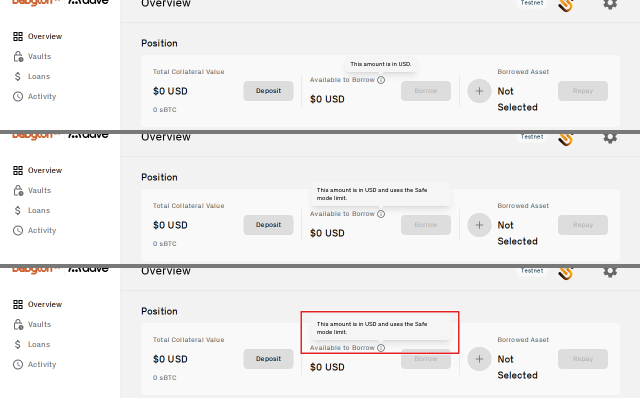 Overview
Testnet
Overview
Vaults
Loans
Activity
Position
This amount is in USD.
Total Collateral Value
$0 USD
0 sBTC
Deposit
Available to Borrow
$0 USD
Borrow
Borrowed Asset
Not
Selected
Repay
Overview
Testnet
Overview
Vaults
Loans
Activity
Position
This amount is in USD and uses the Safe
mode limit.
Total Collateral Value
$0 USD
0 sBTC
Deposit
Available to Borrow
$0 USD
Borrow
Borrowed Asset
Not
Selected
Repay
Overview
Testnet
Overview
Vaults
Loans
Activity
Position
This amount is in USD and uses the Safe
mode limit.
Total Collateral Value
$0 USD
0 sBTC
Deposit
Available to Borrow
$0 USD
Borrow
Borrowed Asset
Not
Selected
Repay